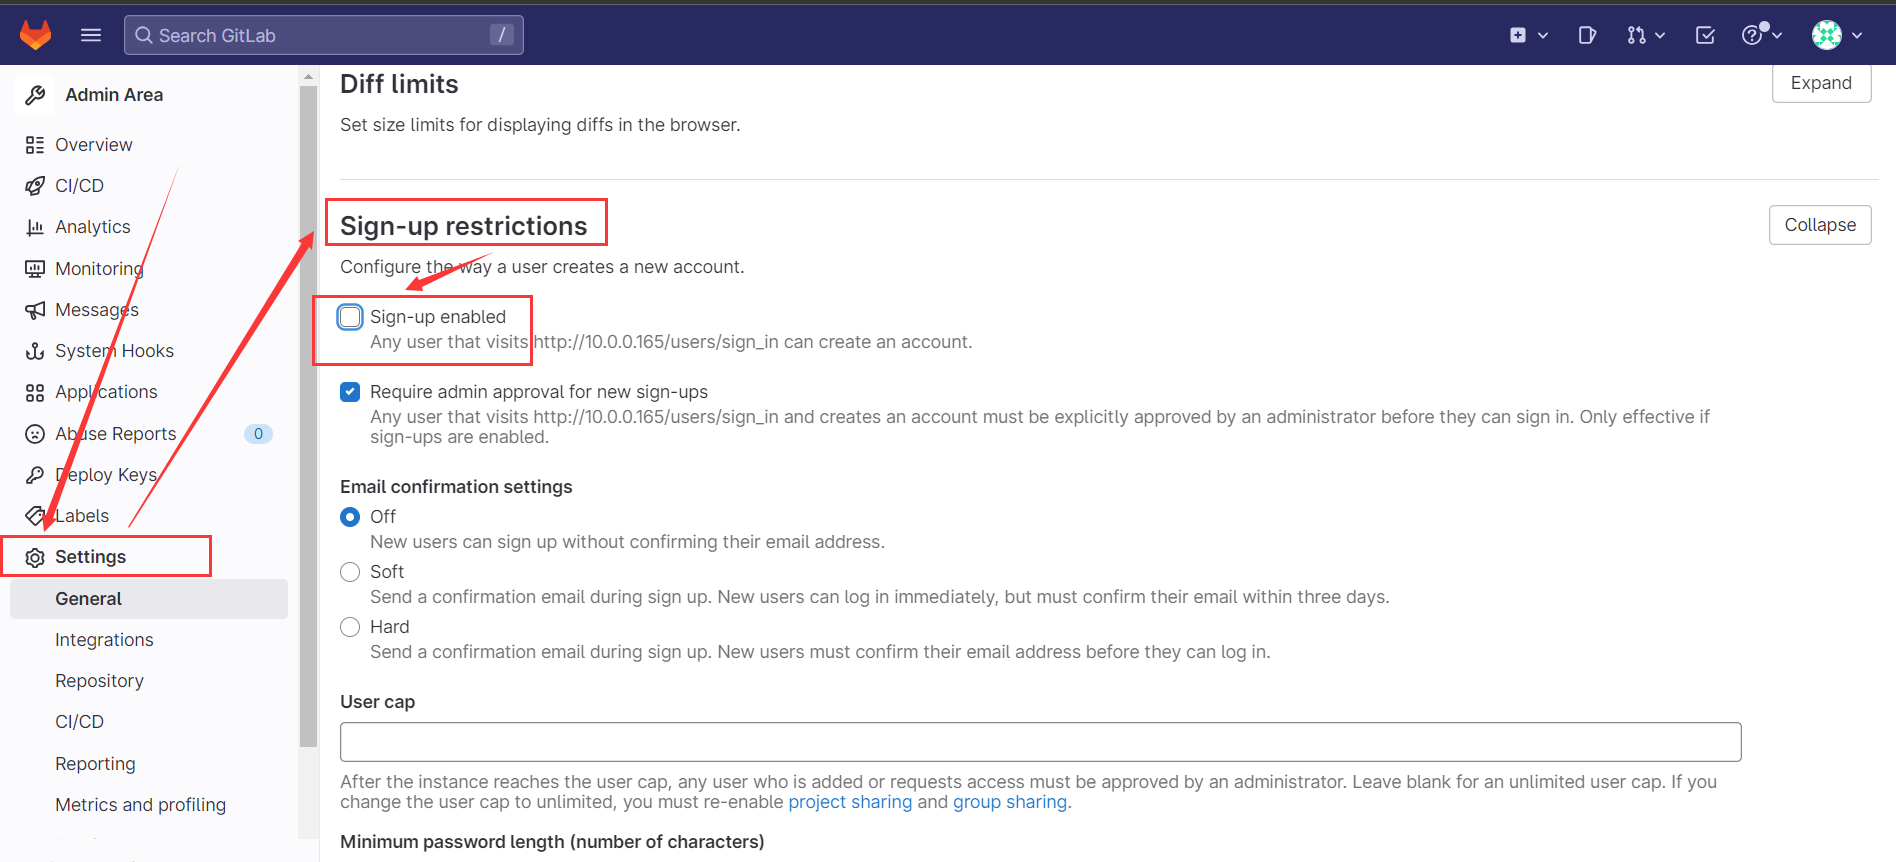 Search GitLab /
Admin Area
Overview
CI/CD
Analytics
Monitoring
Messages
System Hooks
Applications
Abuse Reports 0
Deploy Keys
Labels
Settings
General
Integrations
Repository
CI/CD
Reporting
Metrics and profiling
Diff limits
Expand
Set size limits for displaying diffs in the browser.
Sign-up restrictions
Collapse
Configure the way a user creates a new account.
Sign-up enabled
Any user that visits http://10.0.0.165/users/sign_in can create an account.
Require admin approval for new sign-ups
Any user that visits http://10.0.0.165/users/sign_in and creates an account must be explicitly approved by an administrator before they can sign in. Only effective if
sign-ups are enabled.
Email confirmation settings
Off
New users can sign up without confirming their email address.
Soft
Send a confirmation email during sign up. New users can log in immediately, but must confirm their email within three days.
Hard
Send a confirmation email during sign up. New users must confirm their email address before they can log in.
User cap
After the instance reaches the user cap, any user who is added or requests access must be approved by an administrator. Leave blank for an unlimited user cap. If you
change the user cap to unlimited, you must re-enable project sharing and group sharing.
Minimum password length (number of characters)